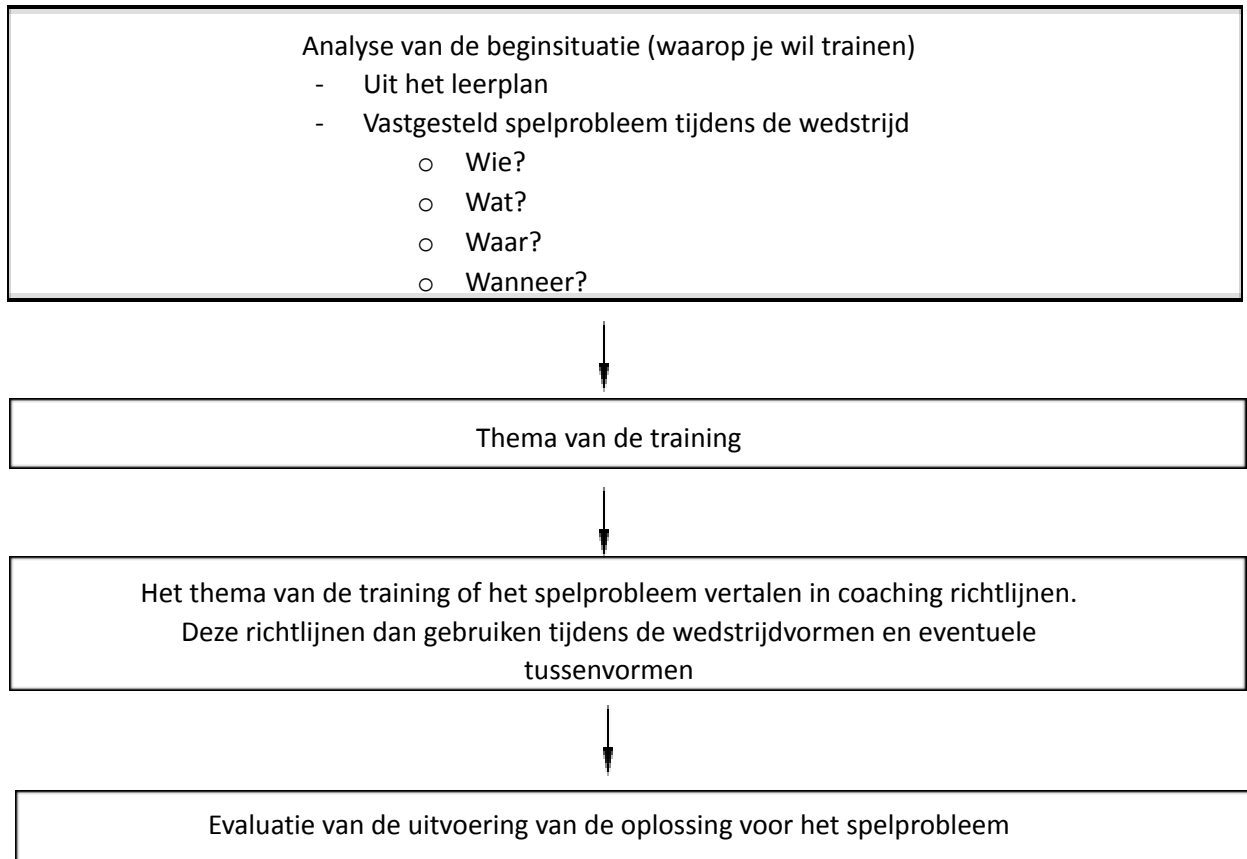 Analyse van de beginsituatie (waarop je wil trainen)
- Uit het leerplan
- Vastgesteld spelprobleem tijdens de wedstrijd
o Wie?
o Wat?
o Waar?
o Wanneer?
Thema van de training
Het thema van de training of het spelprobleem vertalen in coaching richtlijnen.
Deze richtlijnen dan gebruiken tijdens de wedstrijdvormen en eventuele
tussenvormen
Evaluatie van de uitvoering van de oplossing voor het spelprobleem